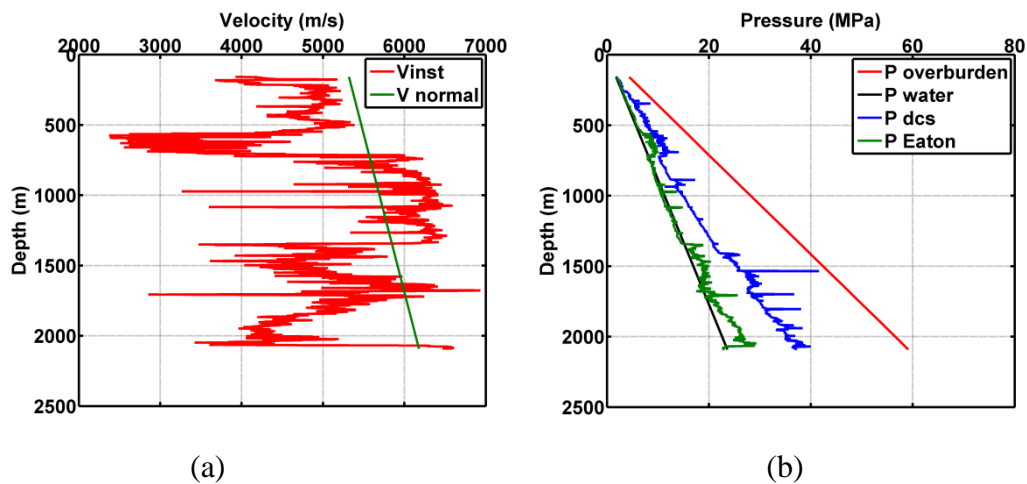 Velocity (m/s)
2000 3000 4000 5000 6000 7000
0
500
1000
1500
2000
2500
Depth (m)
Vinst
V normal
(a)
Pressure (MPa)
0 20 40 60 80
0
500
1000
1500
2000
2500
Depth (m)
P overburden
P water
P dcs
P Eaton
(b)